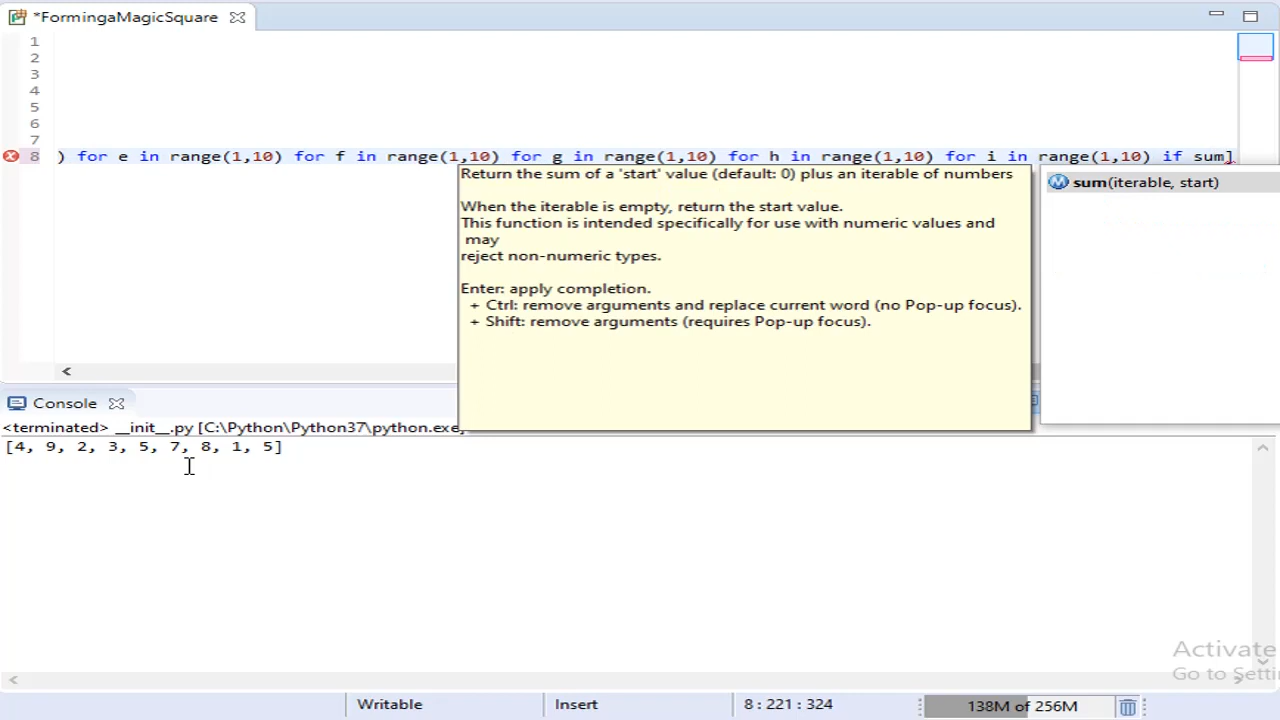 *FormingaMagicSquare
1
2
3
4
5
6
7
8 ) for e in range(1,10) for f in range(1,10) for g in range(1,10) for h in range(1,10) for i in range(1,10) if sum]
Return the sum of a 'start' value (default: 0) plus an iterable of numbers
When the iterable is empty, return the start value.
This function is intended specifically for use with numeric values and
may
reject non-numeric types.
Enter: apply completion.
+ Ctrl: remove arguments and replace current word (no Pop-up focus).
+ Shift: remove arguments (requires Pop-up focus).
sum(iterable, start)
Console
<terminated> __init__.py [C:\Python\Python37\python.exe]
[4, 9, 2, 3, 5, 7, 8, 1, 5]
Activate
Go to Setti
Writable
Insert
8 : 221 : 324
138M of 256M